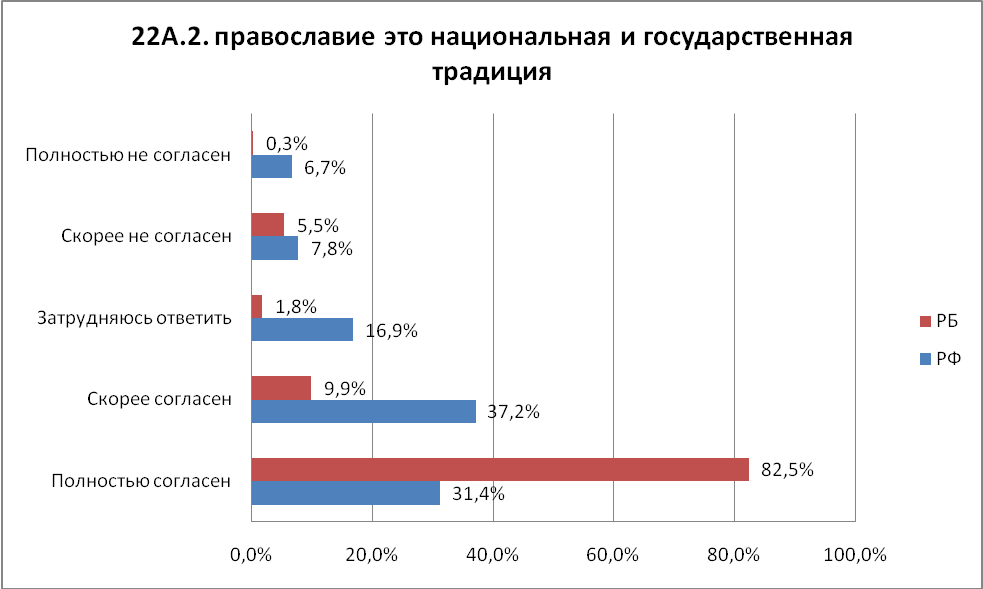 22А.2. православие это национальная и государственная
традиция
Полностью не согласен
0,3%
6,7%
Скорее не согласен
5,5%
7,8%
Затрудняюсь ответить
1,8%
16,9%
Скорее согласен
9,9%
37,2%
Полностью согласен
82,5%
31,4%
РБ
РФ
0,0% 20,0% 40,0% 60,0% 80,0% 100,0%